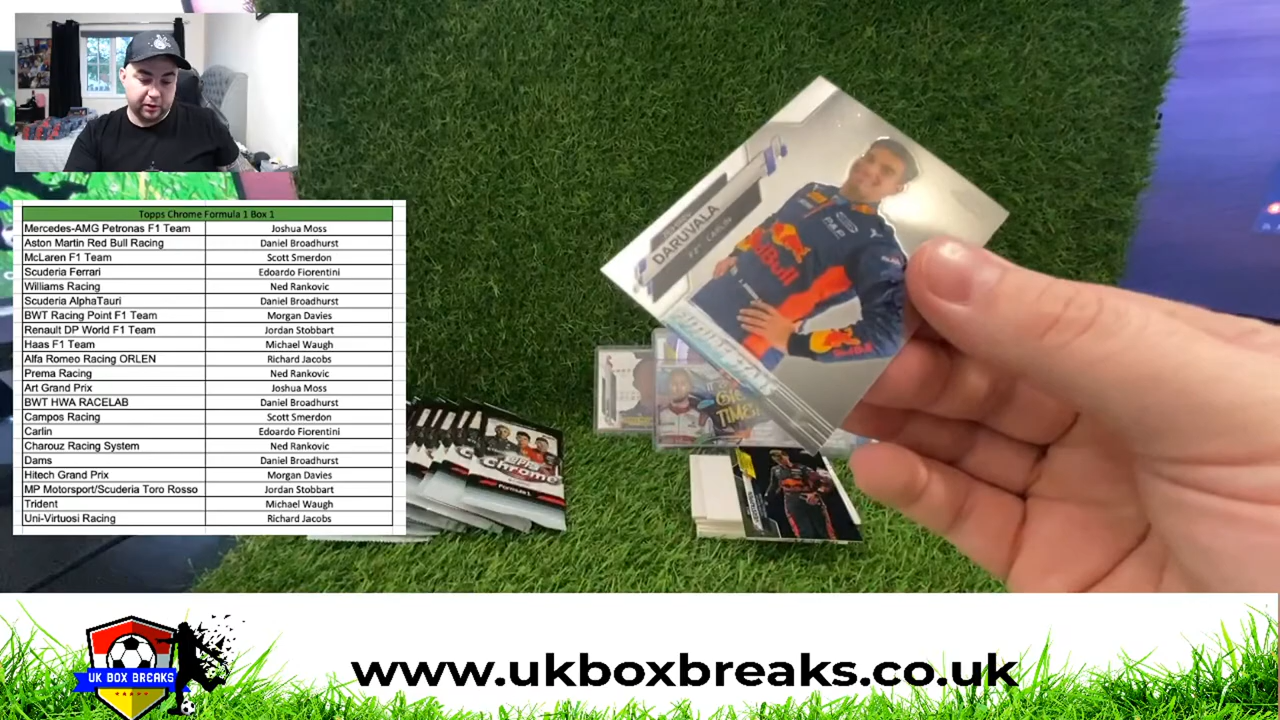 Topps Chrome Formula 1 Box 1
Mercedes-AMG Petronas F1 Team Joshua Moss
Aston Martin Red Bull Racing Daniel Broadhurst
McLaren F1 Team Scott Smerdon
Scuderia Ferrari Edoardo Fiorentini
Williams Racing Ned Rankovic
Scuderia AlphaTauri Daniel Broadhurst
BWT Racing Point F1 Team Morgan Davies
Renault DP World F1 Team Jordan Stobbart
Haas F1 Team Michael Waugh
Alfa Romeo Racing ORLEN Richard Jacobs
Prema Racing Ned Rankovic
Art Grand Prix Joshua Moss
BWT HWA RACELAB Daniel Broadhurst
Campos Racing Scott Smerdon
Carlin Edoardo Fiorentini
Charouz Racing System Ned Rankovic
Dams Daniel Broadhurst
Hitech Grand Prix Morgan Davies
MP Motorsport/Scuderia Toro Rosso Jordan Stobbart
Trident Michael Waugh
Uni-Virtuosi Racing Richard Jacobs
DARUVALA
CARLIN
Red Bull
Chrome
Formula 1
TIME
UK BOX BREAKS
www.ukboxbreaks.co.uk